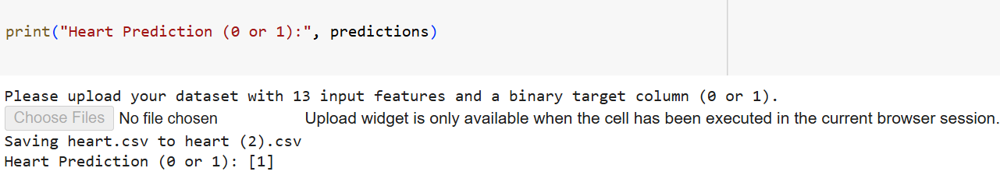 print("Heart Prediction (0 or 1):", predictions)
Please upload your dataset with 13 input features and a binary target column (0 or 1).
Choose Files No file chosen Upload widget is only available when the cell has been executed in the current browser session.
Saving heart.csv to heart (2).csv
Heart Prediction (0 or 1): [1]